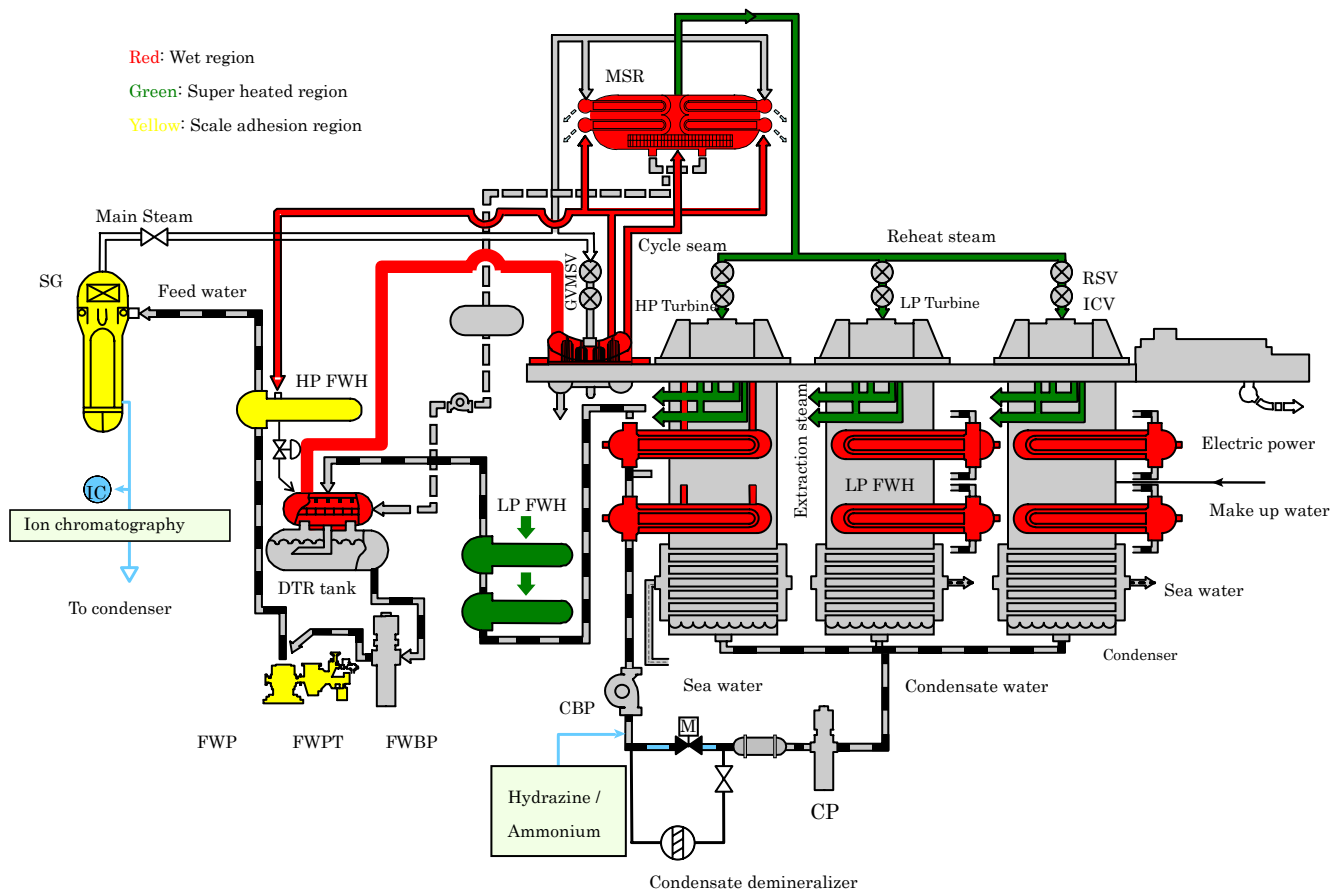 Red: Wet region
Green: Super heated region
Yellow: Scale adhesion region
MSR
Main Steam
Cycle seam
Reheat steam
SG
Feed water
GVMSV
HP Turbine
LP Turbine
RSV
ICV
HP FWH
Extraction steam
Electric power
IC
Ion chromatography
LP FWH
LP FWH
Make up water
DTR tank
To condenser
Sea water
Condenser
Sea water
Condensate water
CBP
M
FWP
FWPT
FWBP
Hydrazine /
Ammonium
CP
Condensate demineralizer